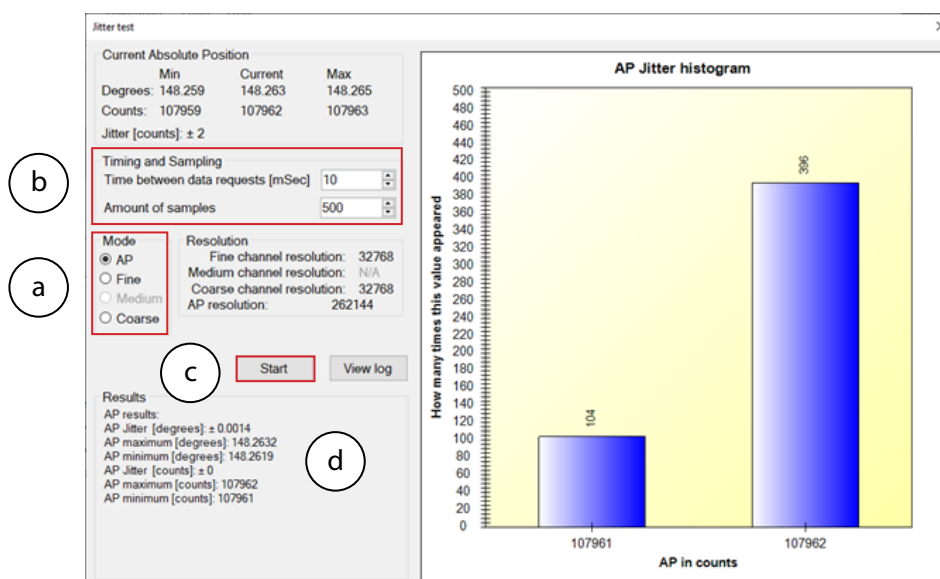 Jitter test
Current Absolute Position
Min Current Max
Degrees: 148.259 148.263 148.265
Counts: 107959 107962 107963
Jitter [counts]: ± 2
b
Timing and Sampling
Time between data requests [mSec] 10
Amount of samples 500
a
Mode
AP
Fine
Medium
Coarse
Resolution
Fine channel resolution: 32768
Medium channel resolution: N/A
Coarse channel resolution: 32768
AP resolution: 262144
c
Start View log
Results
AP results:
AP Jitter [degrees]: ± 0.0014
AP maximum [degrees]: 148.2632
AP minimum [degrees]: 148.2619
AP Jitter [counts]: ± 0
AP maximum [counts]: 107962
AP minimum [counts]: 107961
d
AP Jitter histogram
How many times this value appeared
500
480
460
440
420
400
380
360
340
320
300
280
260
240
220
200
180
160
140
120
100
80
60
40
20
0
104
396
107961 107962
AP in counts